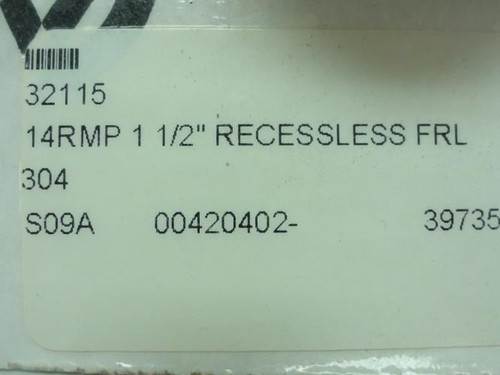 32115
14RMP 1 1/2" RECESSLESS FRL
304
S09A 00420402- 39735